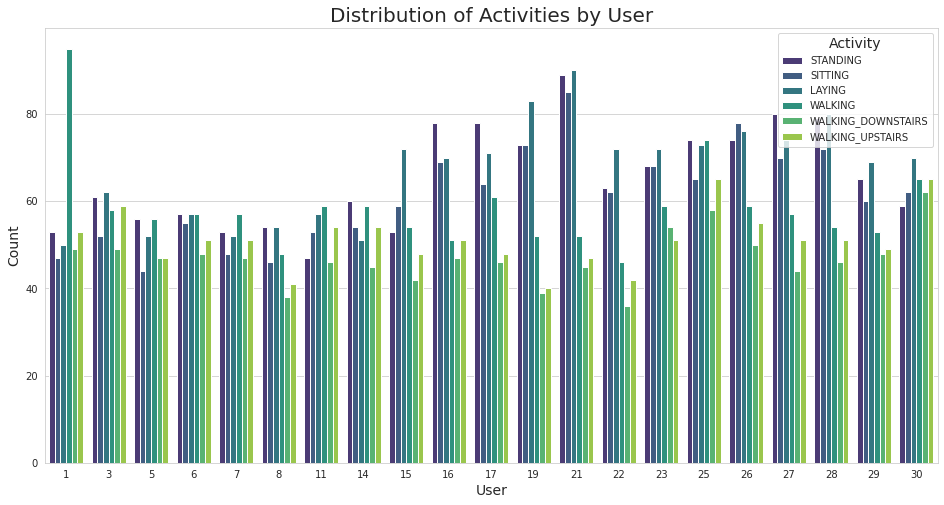 Distribution of Activities by User
Activity
STANDING
SITTING
LAYING
WALKING
WALKING_DOWNSTAIRS
WALKING_UPSTAIRS
Count
80
60
40
20
0
1 3 5 6 7 8 11 14 15 16 17 19 21 22 23 25 26 27 28 29 30
User